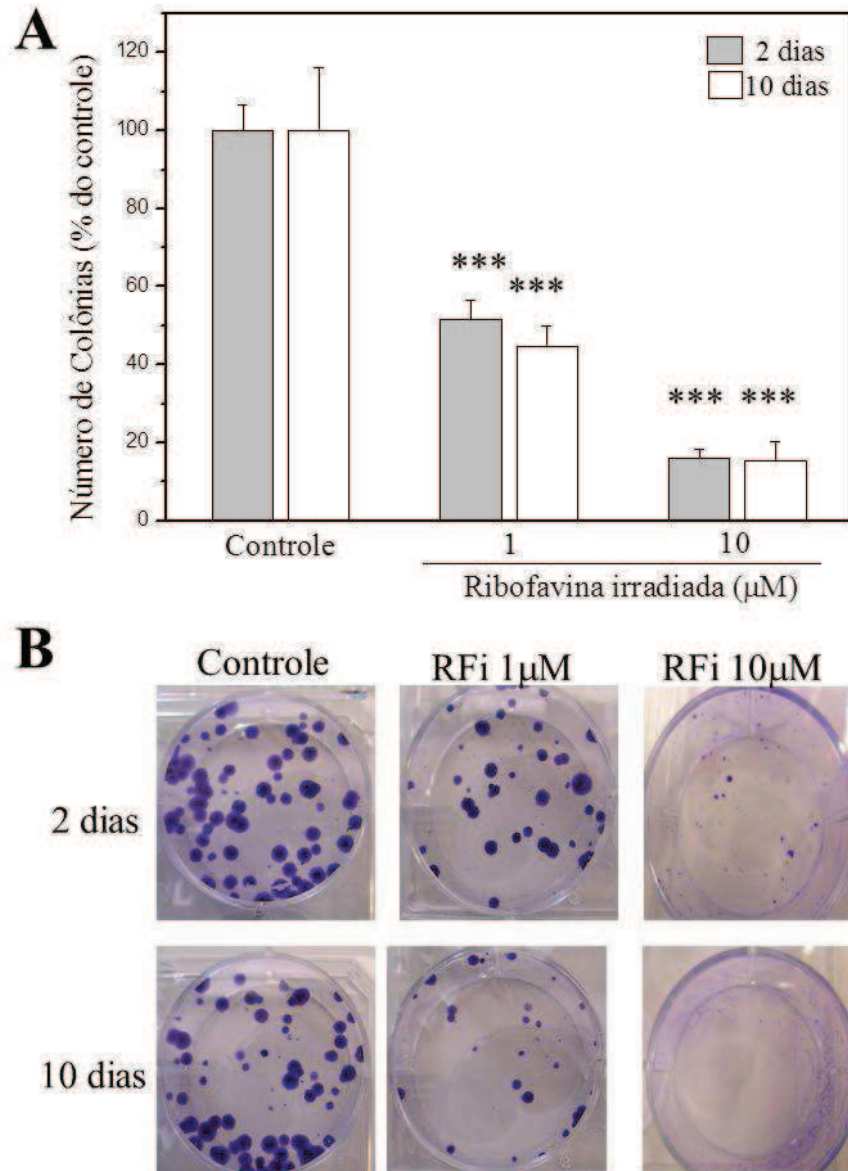 A
Número de Colônias (% do controle)
120
100
80
60
40
20
0
2 dias
10 dias
***
***
***
***
Controle
1
10
Ribofavina irradiada (µM)
B
Controle
RFi 1µM
RFi 10µM
2 dias
10 dias